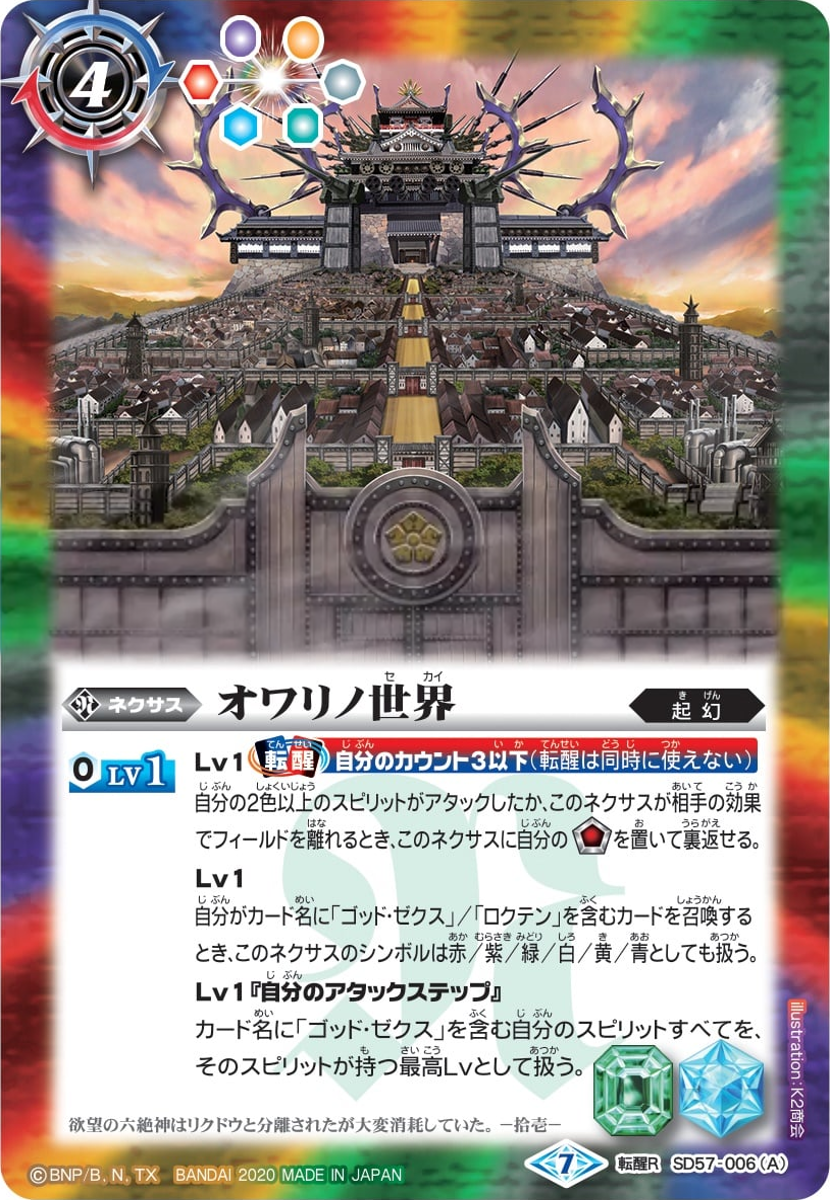 4
ネクサス オワリノ世界 起幻
0 LV1
Lv1 転醒 自分のカウント3以下(転醒は同時に使えない)
自分の2色以上のスピリットがアタックしたか、このネクサスが相手の効果
でフィールドを離れるとき、このネクサスに自分の を置いて裏返せる。
Lv1
自分がカード名に「ゴッド・ゼクス」/「ロクテン」を含むカードを召喚する
とき、このネクサスのシンボルは赤/紫/緑/白/黄/青としても扱う。
Lv1『自分のアタックステップ』
カード名に「ゴッド・ゼクス」を含む自分のスピリットすべてを、
そのスピリットが持つ最高Lvとして扱う。
illustration:K2商会
欲望の六絶神はリクドウと分離されたが大変消耗していた。―拾壱―
7 転醒R SD57-006(A)
©BNP/B, N, TX BANDAI 2020 MADE IN JAPAN